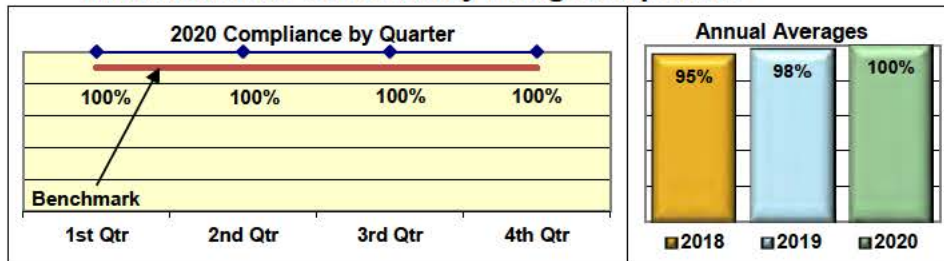 2020 Compliance by Quarter
100% 100% 100% 100%
Benchmark
1st Qtr 2nd Qtr 3rd Qtr 4th Qtr
Annual Averages
95% 98% 100%
2018 2019 2020